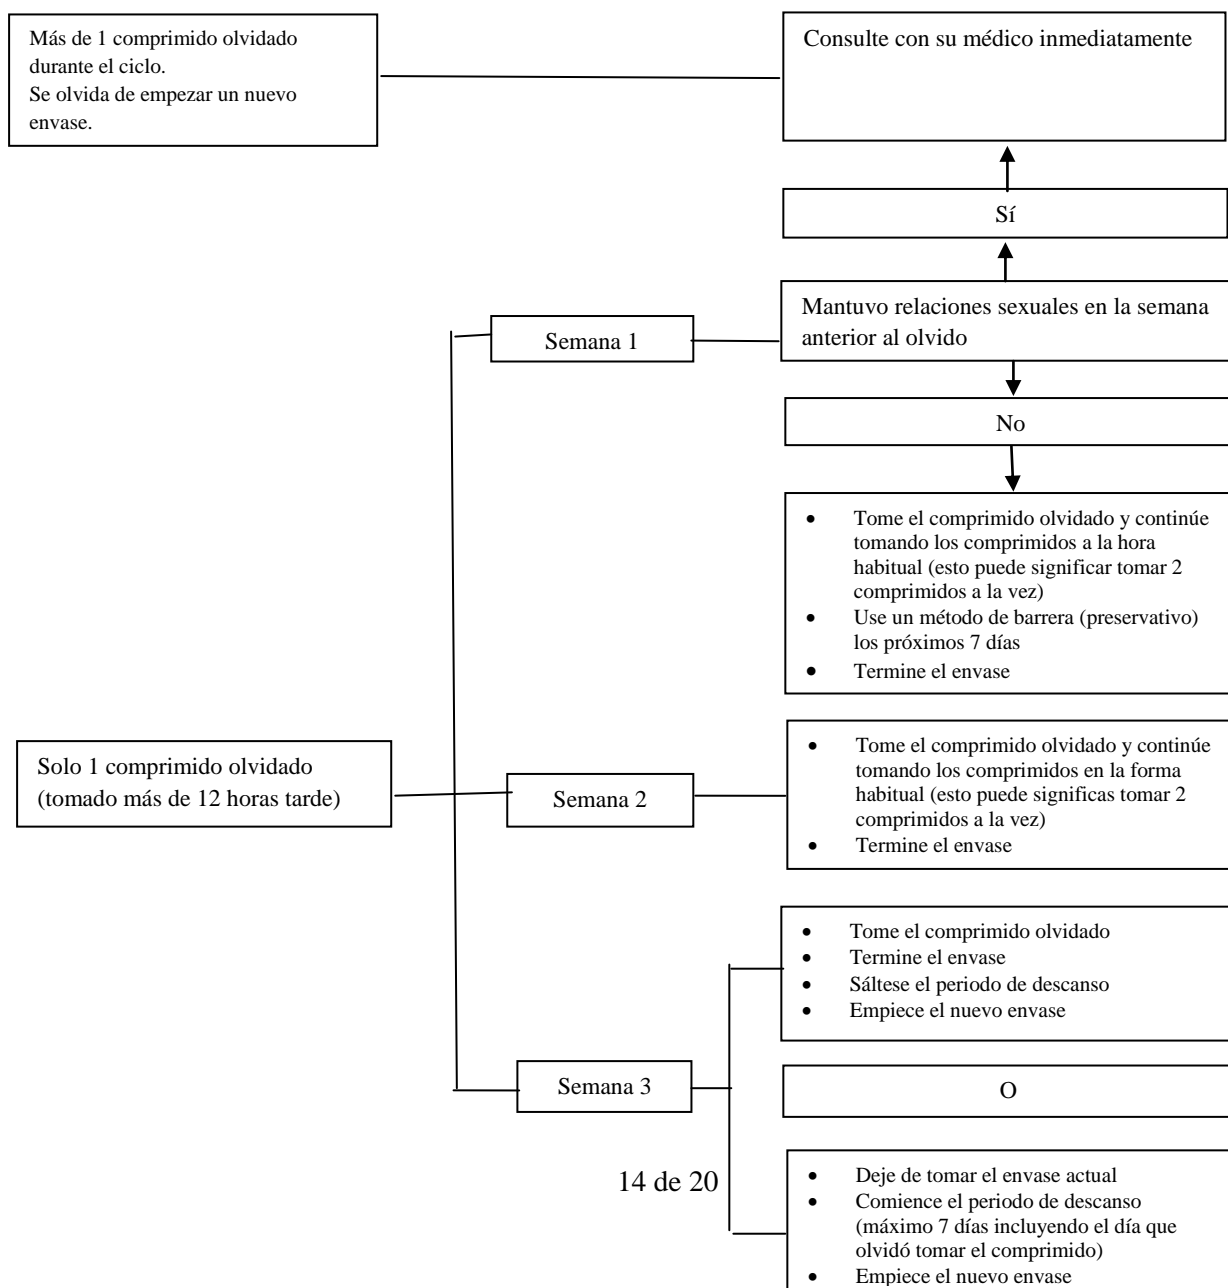 Más de 1 comprimido olvidado
durante el ciclo.
Se olvida de empezar un nuevo
envase.
Consulte con su médico inmediatamente
Sí
Mantuvo relaciones sexuales en la semana
anterior al olvido
Semana 1
No
• Tome el comprimido olvidado y continúe
tomando los comprimidos a la hora
habitual (esto puede significar tomar 2
comprimidos a la vez)
• Use un método de barrera (preservativo)
los próximos 7 días
• Termine el envase
Solo 1 comprimido olvidado
(tomado más de 12 horas tarde)
Semana 2
• Tome el comprimido olvidado y continúe
tomando los comprimidos en la forma
habitual (esto puede significas tomar 2
comprimidos a la vez)
• Termine el envase
• Tome el comprimido olvidado
• Termine el envase
• Sáltese el periodo de descanso
• Empiece el nuevo envase
Semana 3
O
14 de 20
• Deje de tomar el envase actual
• Comience el periodo de descanso
(máximo 7 días incluyendo el día que
olvidó tomar el comprimido)
• Empiece el nuevo envase